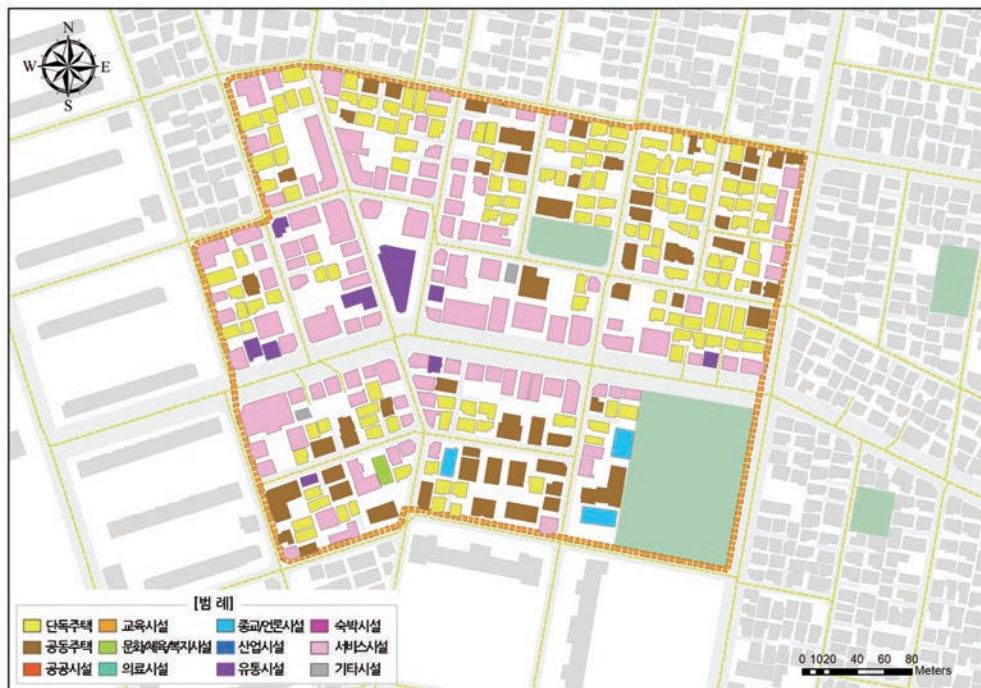 N
W E
S
[범 례]
단독주택 교육시설 종교/언론시설 숙박시설
공동주택 문화/체육/복지시설 산업시설 서비스시설
공공시설 의료시설 유통시설 기타시설
0 10 20 40 60 80
Meters